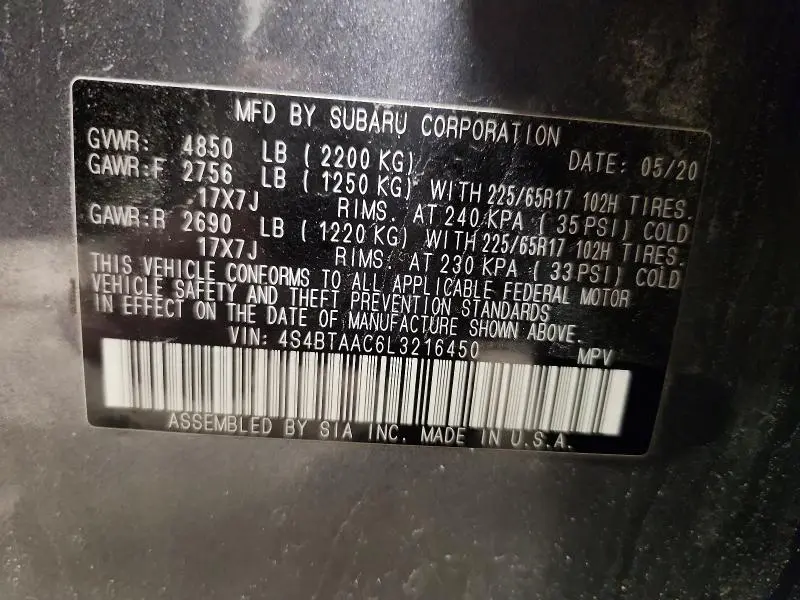 MFD BY SUBARU CORPORATION
GVWR: 4850 LB (2200 KG) DATE: 05/20
GAWR:F 2756 LB (1250 KG) WITH 225/65R17 102H TIRES.
17X7J RIMS. AT 240 KPA (35 PSI) COLD
GAWR:R 2690 LB (1220 KG) WITH 225/65R17 102H TIRES.
17X7J RIMS. AT 230 KPA (33 PSI) COLD
THIS VEHICLE CONFORMS TO ALL APPLICABLE FEDERAL MOTOR
VEHICLE SAFETY AND THEFT PREVENTION STANDARDS
IN EFFECT ON THE DATE OF MANUFACTURE SHOWN ABOVE.
VIN: 4S4BTAAC6L3216450 MPV
ASSEMBLED BY SIA INC. MADE IN U.S.A.